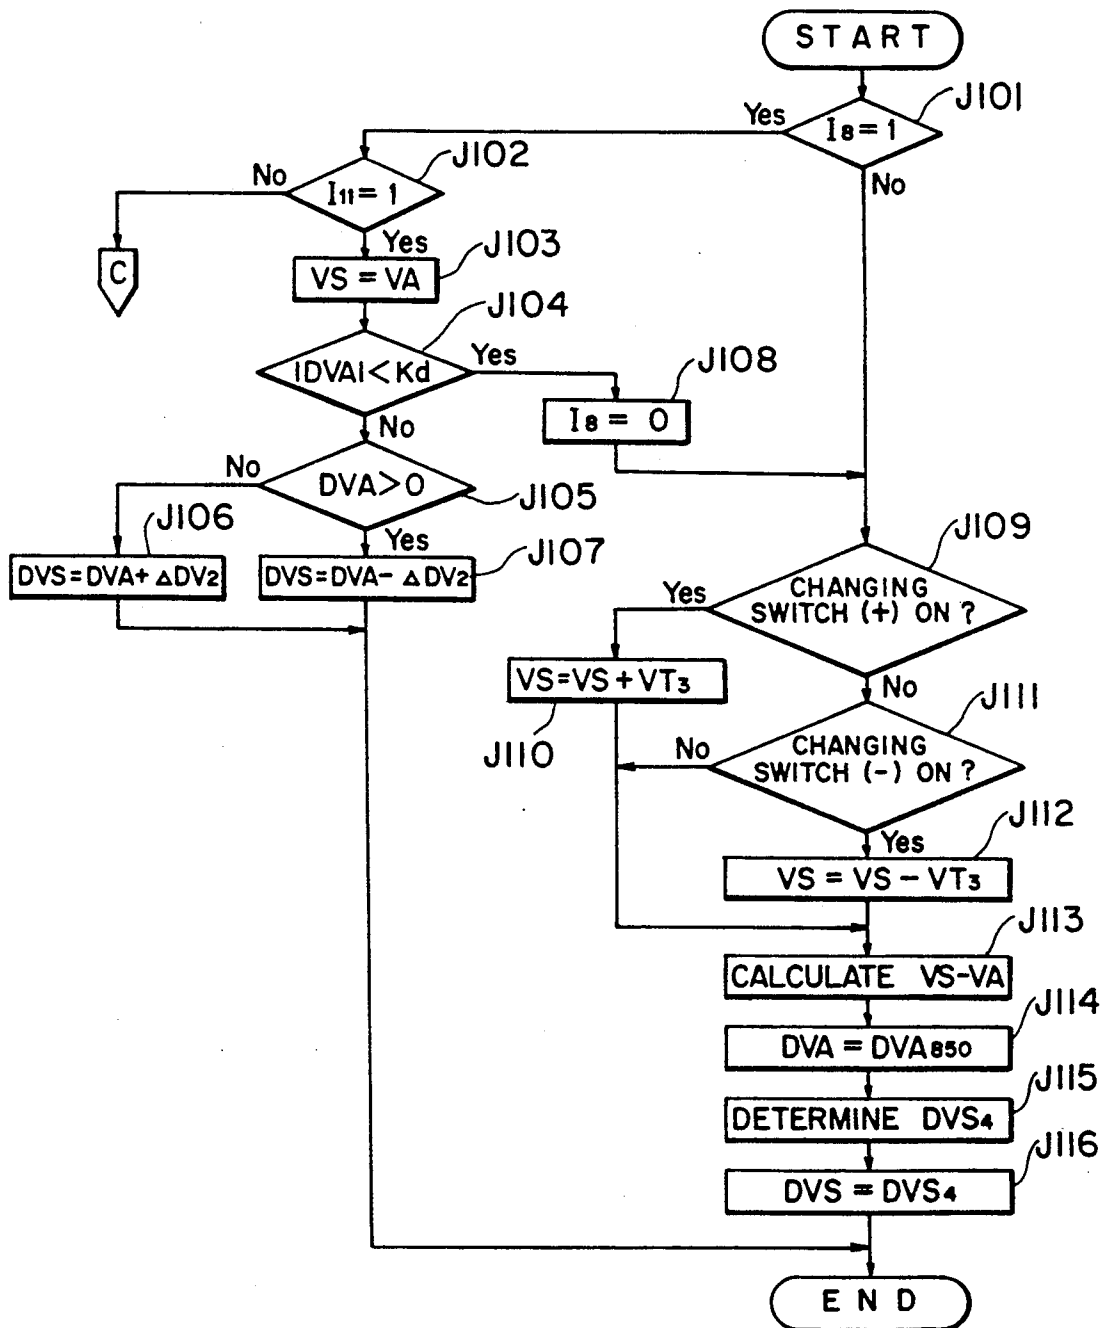 START
J101
Yes
I8=1
No
J102
No
I11=1
Yes
J103
C
VS = VA
J104
|DVA|<Kd
Yes
J108
I8 = 0
No
DVA>0
No
J105
J106
Yes
J107
DVS=DVA+ΔDV2
DVS=DVA-ΔDV2
J109
CHANGING
SWITCH (+) ON ?
Yes
VS=VS+VT3
No
J110
J111
CHANGING
SWITCH (-) ON ?
No
J112
Yes
VS = VS - VT3
J113
CALCULATE VS-VA
J114
DVA = DVA850
J115
DETERMINE DVS4
J116
DVS = DVS4
END